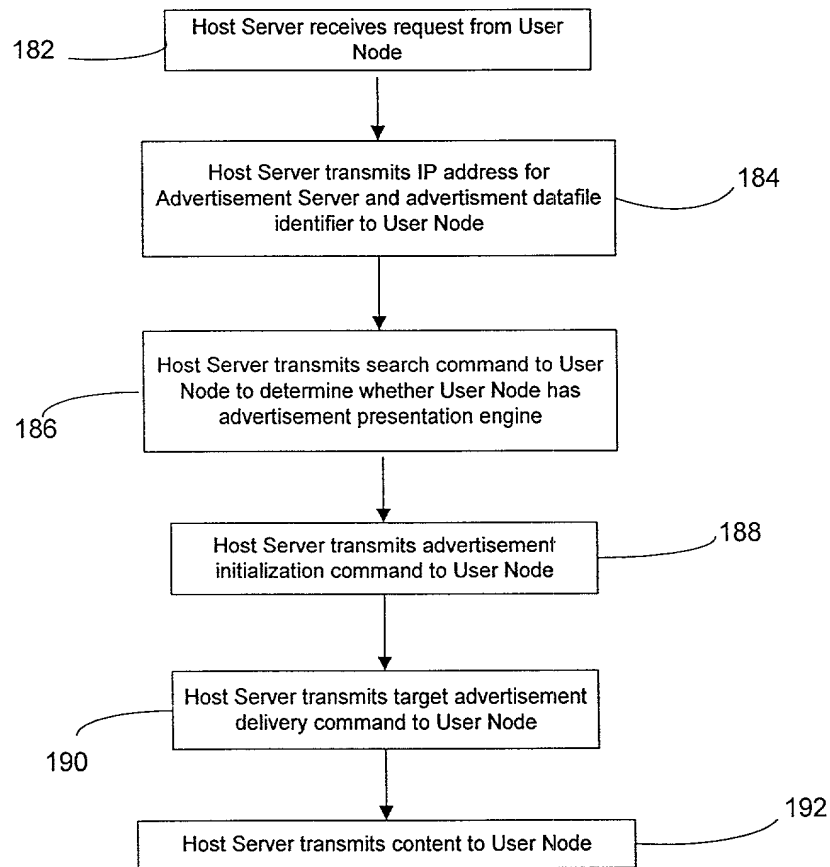 Host Server receives request from User
Node
182
Host Server transmits IP address for
Advertisement Server and advertisment datafile
identifier to User Node
184
Host Server transmits search command to User
Node to determine whether User Node has
advertisement presentation engine
186
Host Server transmits advertisement
initialization command to User Node
188
Host Server transmits target advertisement
delivery command to User Node
190
Host Server transmits content to User Node
192